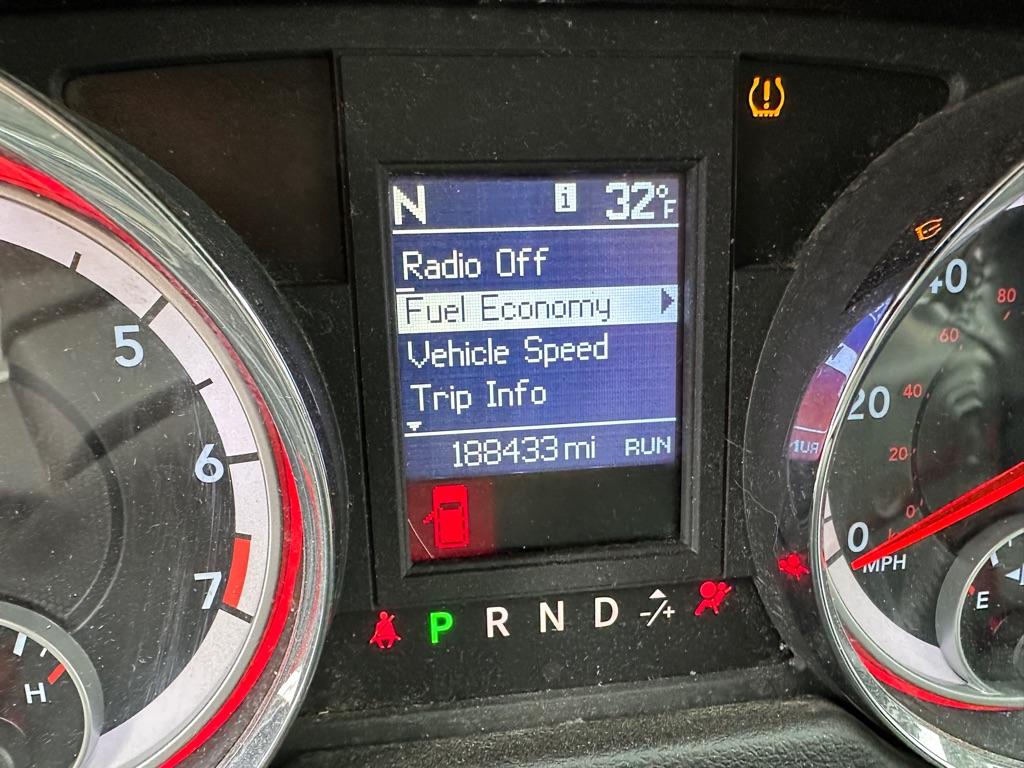 N i 32°F
Radio Off
Fuel Economy
Vehicle Speed
Trip Info
188433 mi RUN
P R N D -/+
5
6
7
H
40
80
60
20
40
20
0
0
MPH
E